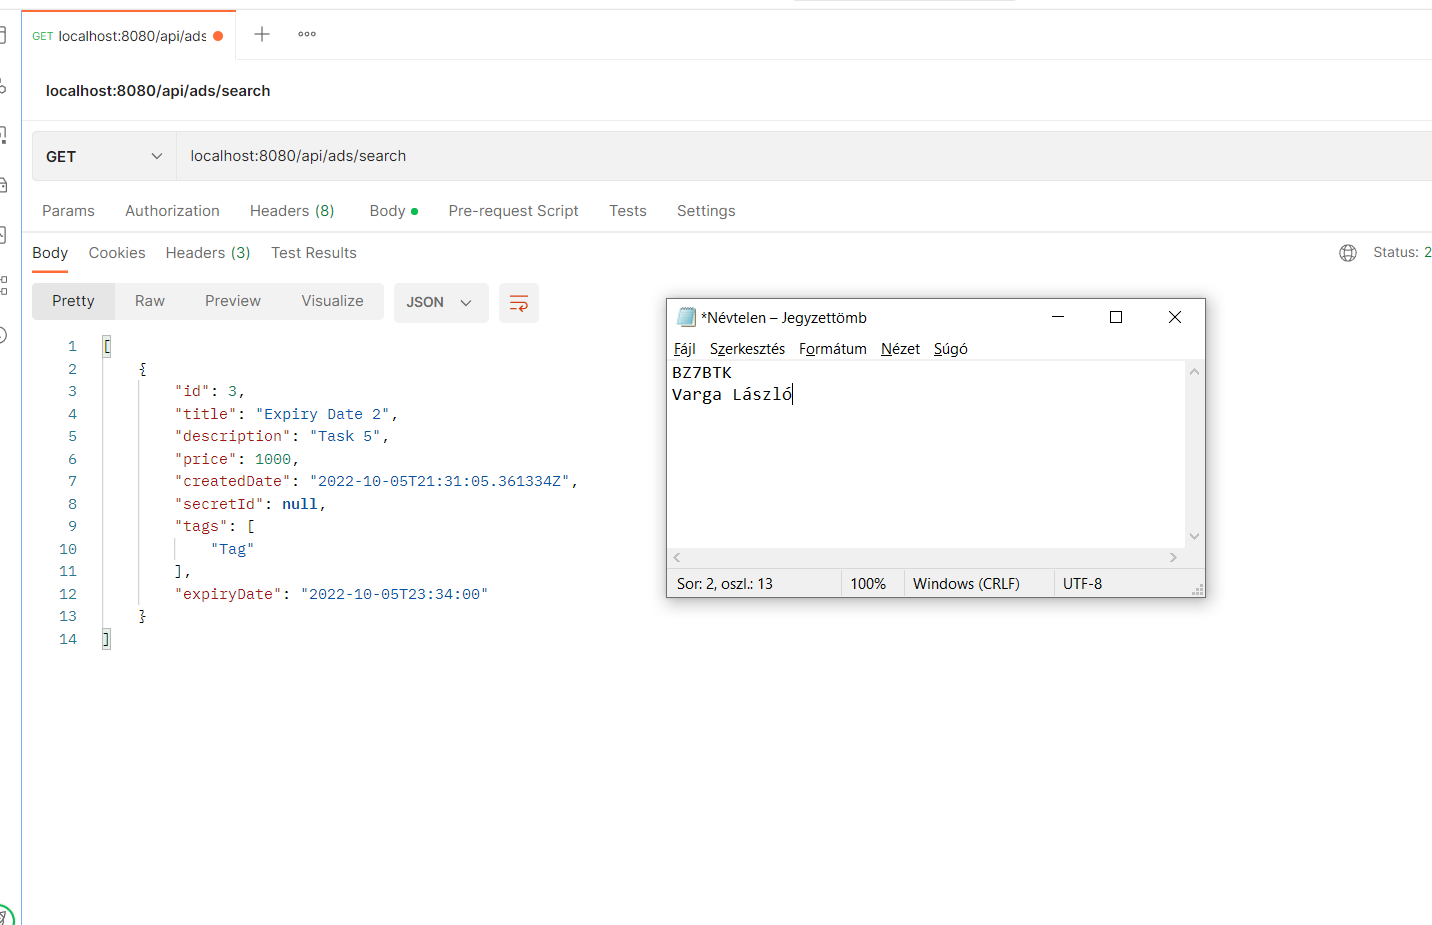 GET localhost:8080/api/ads
localhost:8080/api/ads/search
GET localhost:8080/api/ads/search
Params Authorization Headers (8) Body Pre-request Script Tests Settings
Body Cookies Headers (3) Test Results Status: 2
Pretty Raw Preview Visualize JSON
1 [
2 {
3 "id": 3,
4 "title": "Expiry Date 2",
5 "description": "Task 5",
6 "price": 1000,
7 "createdDate": "2022-10-05T21:31:05.361334Z",
8 "secretId": null,
9 "tags": [
10 "Tag"
11 ],
12 "expiryDate": "2022-10-05T23:34:00"
13 }
14 ]
*Névtelen – Jegyzettömb
Fájl Szerkesztés Formátum Nézet Súgó
BZ7BTK
Varga László
Sor: 2, oszl.: 13 100% Windows (CRLF) UTF-8